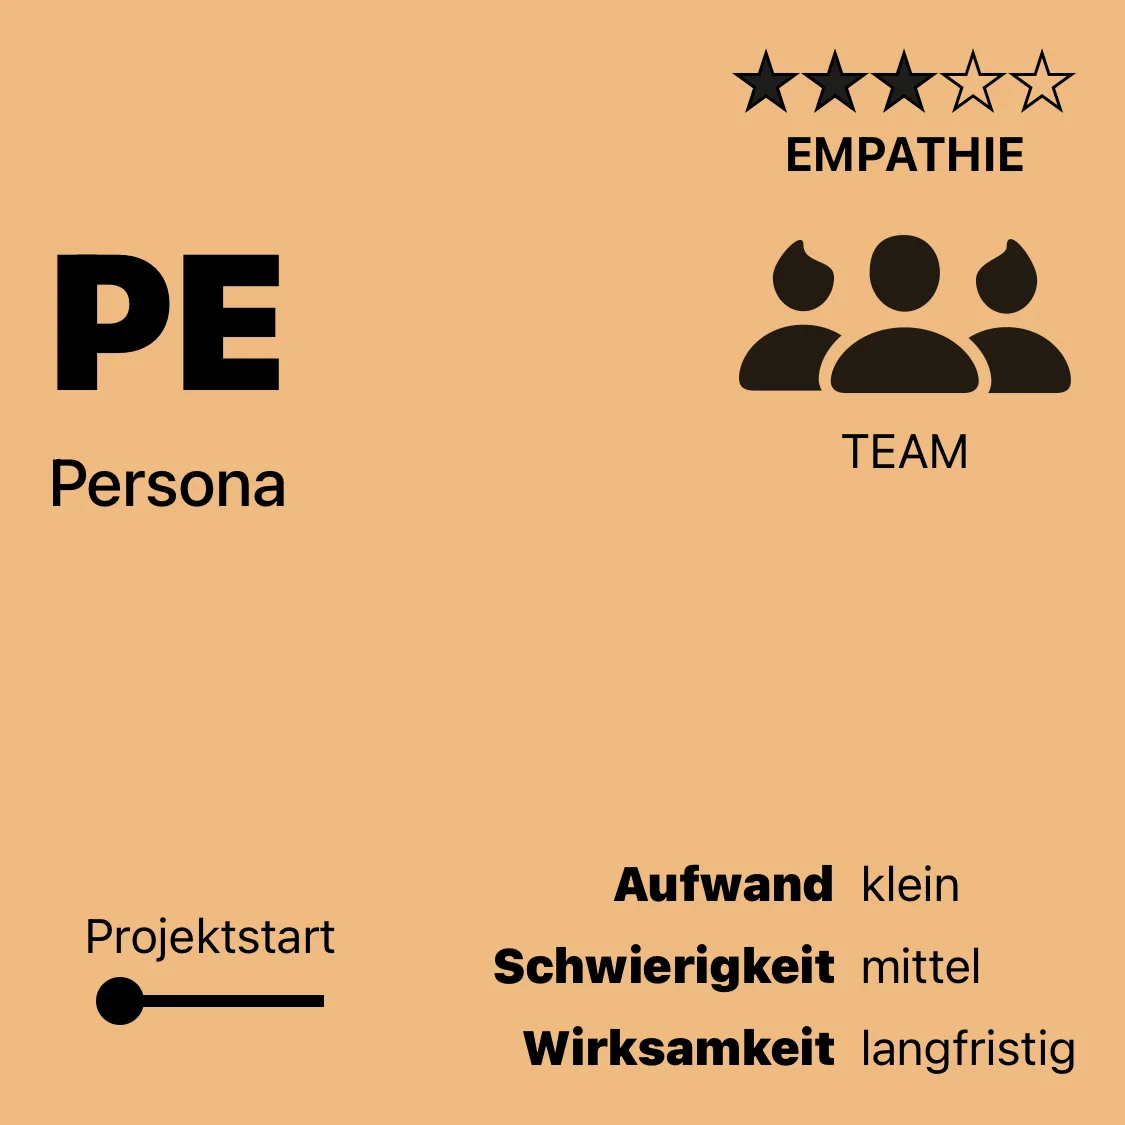 ★★★☆☆
EMPATHIE
PE
Persona
TEAM
Projektstart
Aufwand klein
Schwierigkeit mittel
Wirksamkeit langfristig